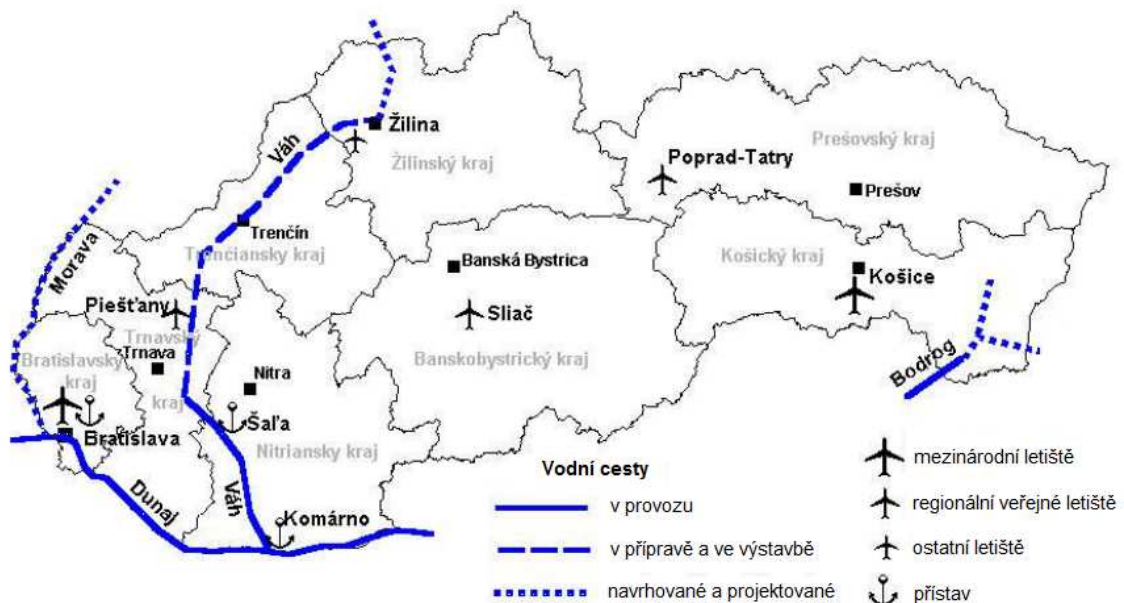 Žilina
Váh
Žilinský kraj
Poprad-Tatry
Prešovský kraj
Prešov
Trenčín
Trenčiansky kraj
Morava
Banská Bystrica
Košický kraj
Košice
Piešťany
Sliač
Trnavský
kraj
Bratislavský
kraj
Trnava
Banskobystrický kraj
Bodrog
Nitra
Šaľa
Bratislava
Nitriansky kraj
Dunaj
Váh
Komárno
Vodní cesty
v provozu
v přípravě a ve výstavbě
navrhované a projektované
mezinárodní letiště
regionální veřejné letiště
ostatní letiště
přístav